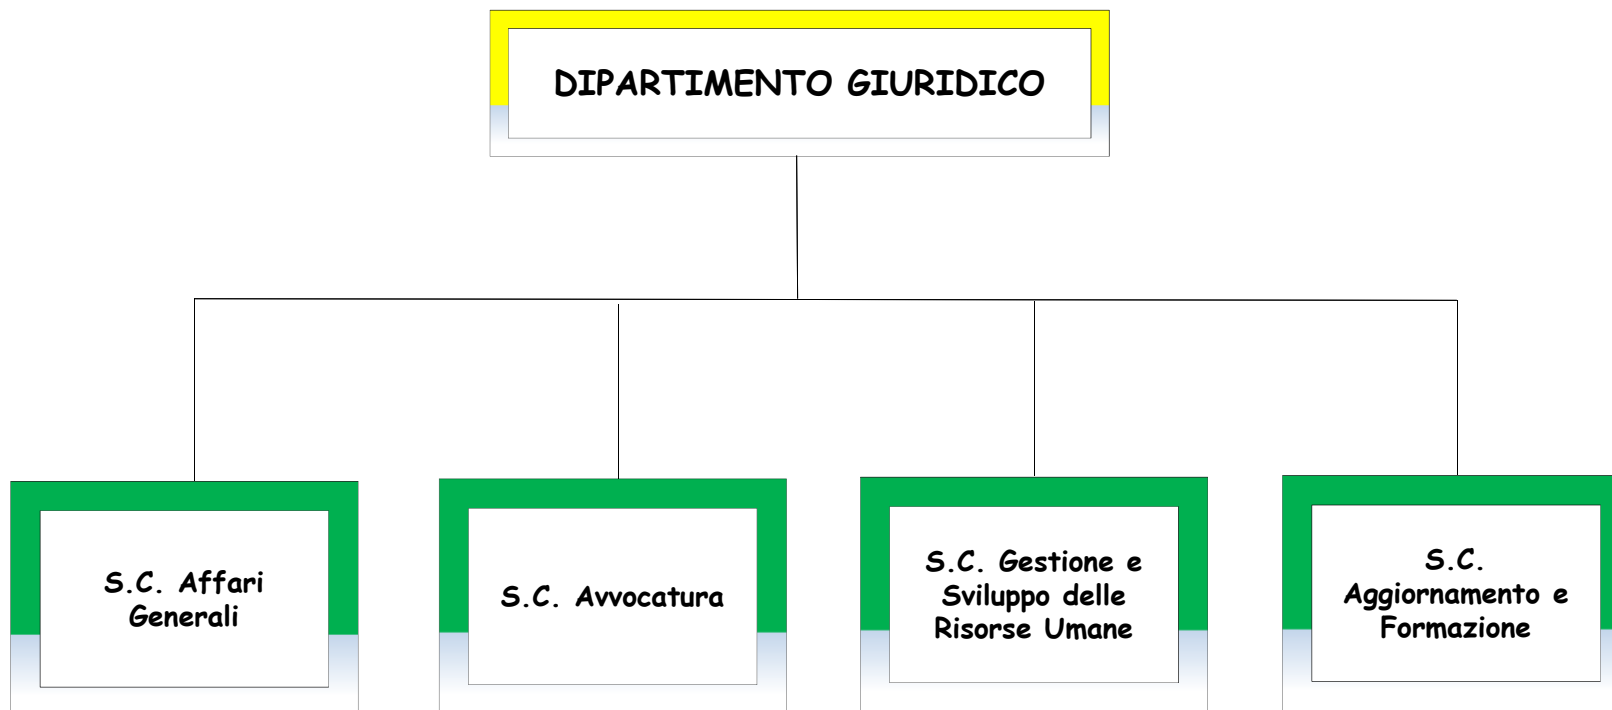 DIPARTIMENTO GIURIDICO
S.C. Affari
Generali
S.C. Avvocatura
S.C. Gestione e
Sviluppo delle
Risorse Umane
S.C.
Aggiornamento e
Formazione